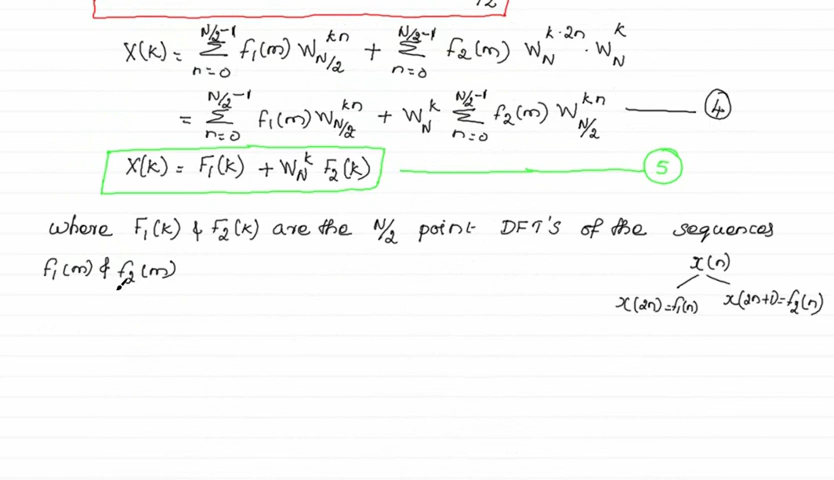 X(k) = Σ_{n=0}^{N/2-1} f₁(m) W_{N/2}^{kn} + Σ_{n=0}^{N/2-1} f₂(m) W_N^{k·2n} · W_N^k
= Σ_{n=0}^{N/2-1} f₁(m) W_{N/2}^{kn} + W_N^k Σ_{n=0}^{N/2-1} f₂(m) W_{N/2}^{kn} —— 4
X(k) = F₁(k) + W_N^k F₂(k) —— 5
where F₁(k) & F₂(k) are the N/2 point DFT'S of the sequences
f₁(m) & f₂(m)
x(n)
x(2n)=f₁(n) x(2n+1)=f₂(n)